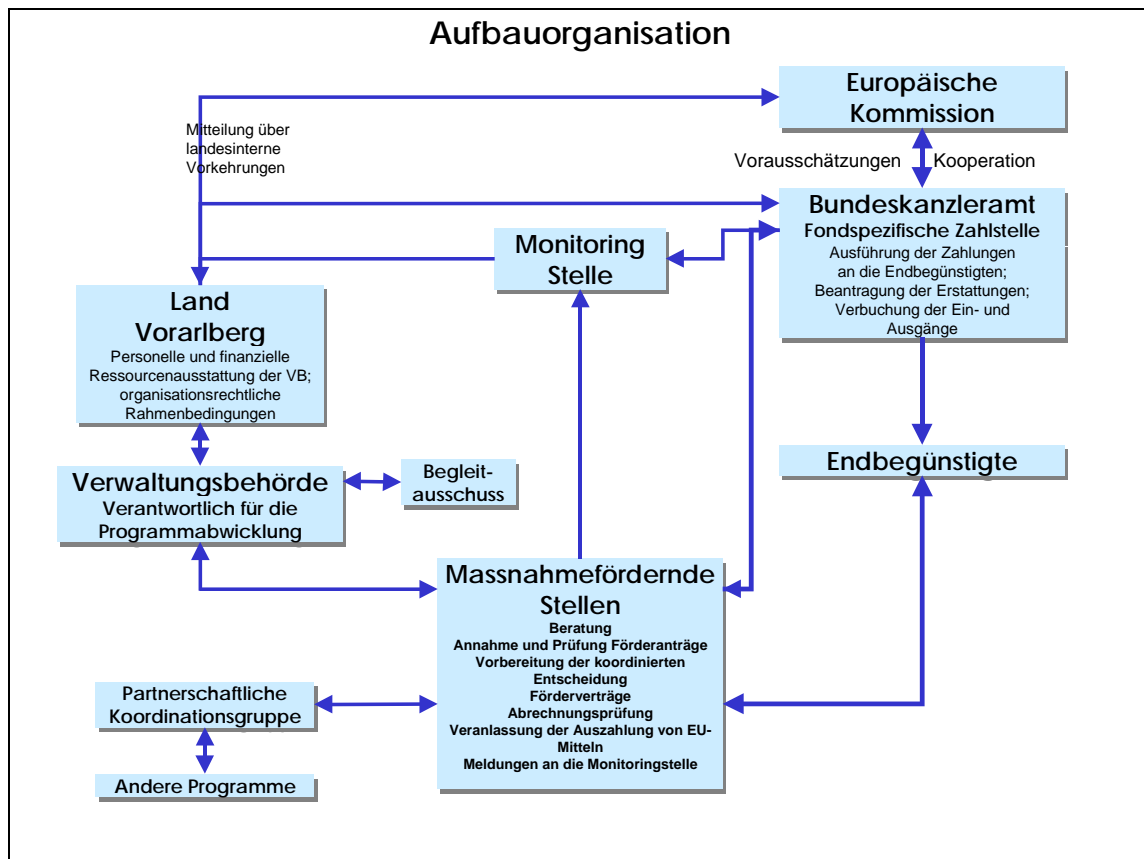 Aufbauorganisation
Europäische
Kommission
Mitteilung über
landesinterne
Vorkehrungen
Vorausschätzungen
Kooperation
Bundeskanzleramt
Fondspezifische Zahlstelle
Ausführung der Zahlungen
an die Endbegünstigten;
Beantragung der Erstattungen;
Verbuchung der Ein- und
Ausgänge
Monitoring
Stelle
Land
Vorarlberg
Personelle und finanzielle
Ressourcenausstattung der VB;
organisationsrechtliche
Rahmenbedingungen
Endbegünstigte
Verwaltungsbehörde
Verantwortlich für die
Programmabwicklung
Begleit-
ausschuss
Massnahmefördernde
Stellen
Beratung
Annahme und Prüfung Förderanträge
Vorbereitung der koordinierten
Entscheidung
Förderverträge
Abrechnungsprüfung
Veranlassung der Auszahlung von EU-
Mitteln
Meldungen an die Monitoringstelle
Partnerschaftliche
Koordinationsgruppe
Andere Programme